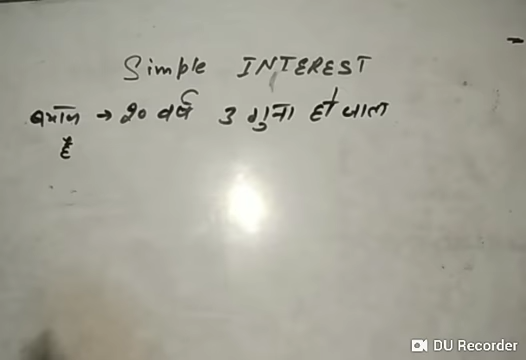 Simple INTEREST
ब्याज → 20 वर्ष 3 गुना हो जाता
है
DU Recorder